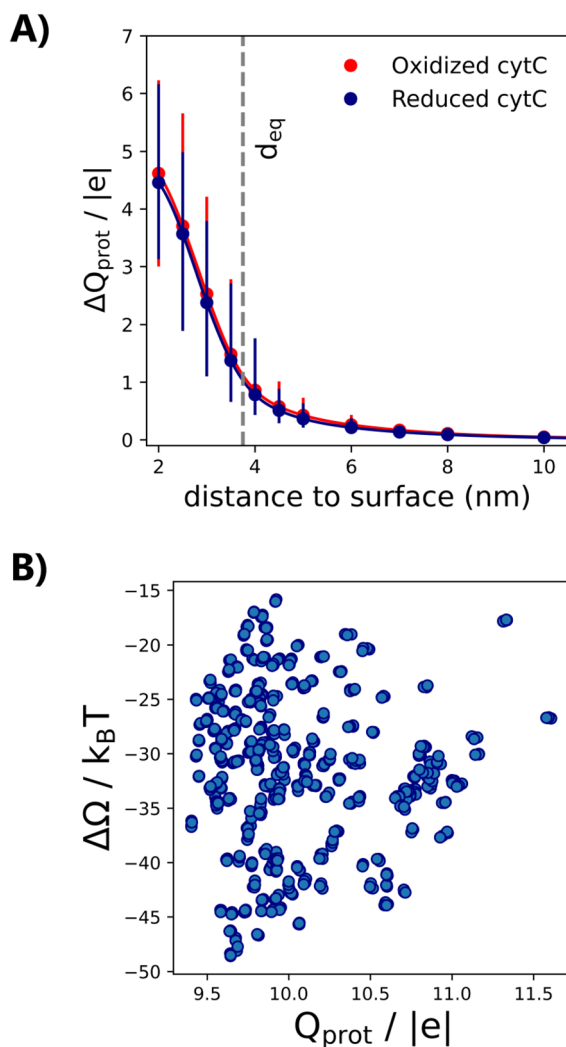 A)
7
6
5
4
3
2
1
0
ΔQprot / |e|
Oxidized cytC
Reduced cytC
deq
2 4 6 8 10
distance to surface (nm)
B)
−15
−20
−25
−30
−35
−40
−45
−50
ΔΩ / kBT
9.5 10.0 10.5 11.0 11.5
Qprot / |e|